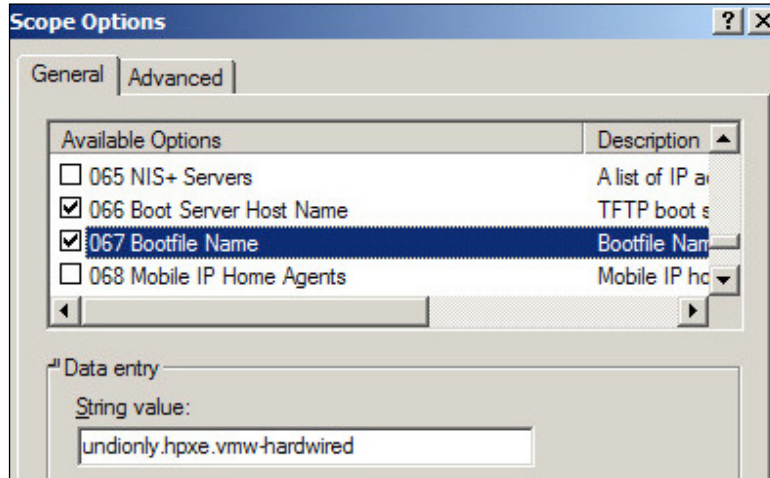 Scope Options
General Advanced
Available Options Description
065 NIS+ Servers A list of IP
066 Boot Server Host Name TFTP boot
067 Bootfile Name Bootfile
068 Mobile IP Home Agents Mobile IP
Data entry
String value:
undionly.hpxe.vmw-hardwired